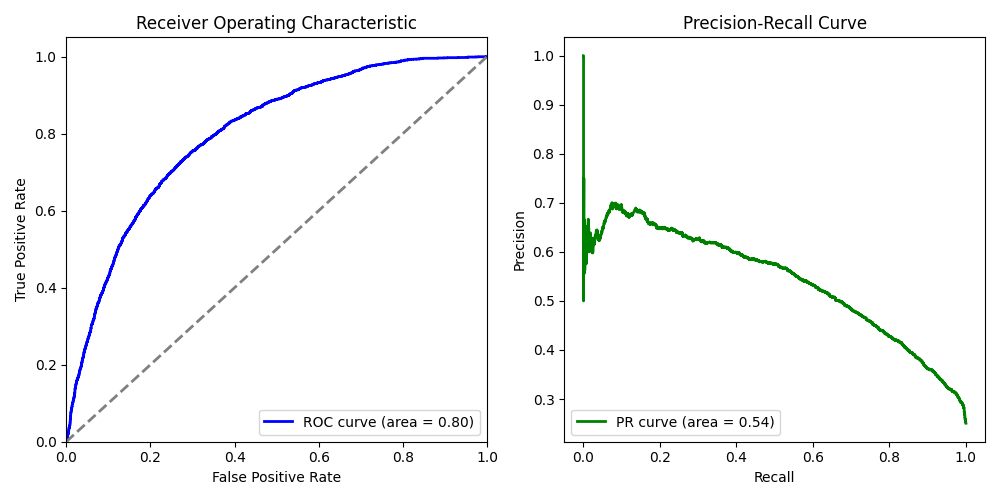 Receiver Operating Characteristic
1.0
0.8
0.6
0.4
0.2
0.0
True Positive Rate
0.0 0.2 0.4 0.6 0.8 1.0
False Positive Rate
ROC curve (area = 0.80)
Precision-Recall Curve
1.0
0.9
0.8
0.7
0.6
0.5
0.4
0.3
Precision
0.0 0.2 0.4 0.6 0.8 1.0
Recall
PR curve (area = 0.54)